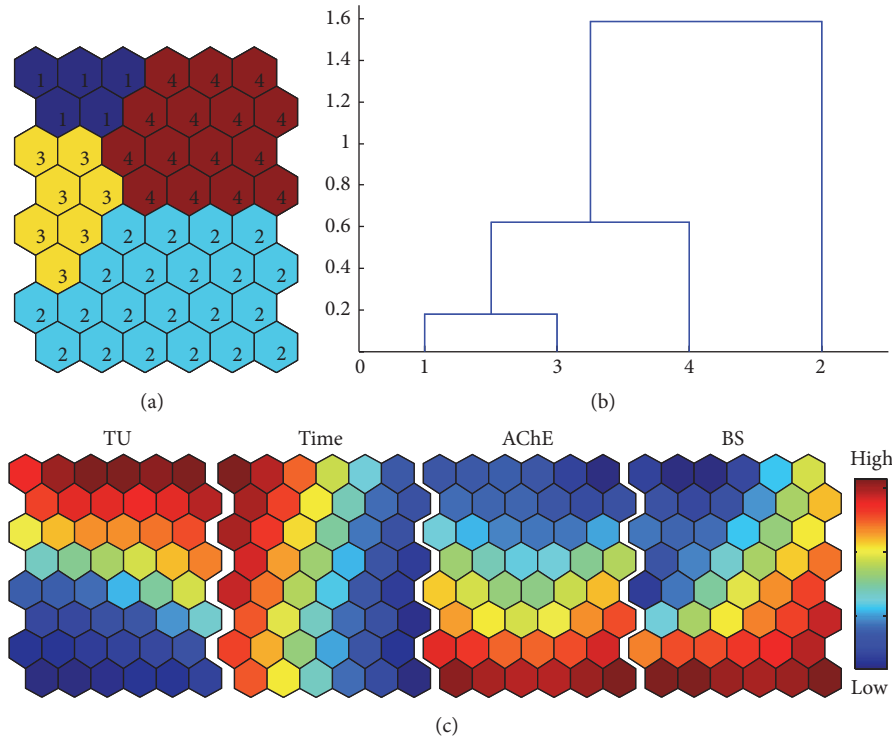 1 1 1 4 4 4
1 1 4 4 4 4
3 3 4 4 4 4
3 3 4 4 4 4
3 3 2 2 2 2
3 2 2 2 2 2
2 2 2 2 2 2
2 2 2 2 2 2
(a)
1.6
1.4
1.2
1
0.8
0.6
0.4
0.2
0 1 3 4 2
(b)
TU Time AChE BS
High
Low
(c)